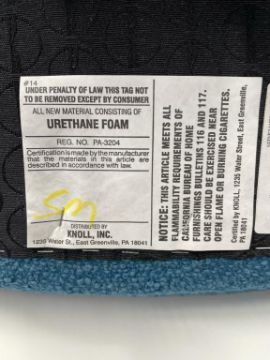 #14
UNDER PENALTY OF LAW THIS TAG NOT
TO BE REMOVED EXCEPT BY CONSUMER
ALL NEW MATERIAL CONSISTING OF
URETHANE FOAM
REG. NO. PA-3204
Certification is made by the manufacturer
that the materials in this article are
described in accordance with law.
DISTRIBUTED BY
KNOLL, INC.
1235 Water St., East Greenville, PA 18041
NOTICE: THIS ARTICLE MEETS ALL
FLAMMABILITY REQUIREMENTS OF
CALIFORNIA BUREAU OF HOME
FURNISHINGS BULLETINS 116 AND 117.
CARE SHOULD BE EXERCISED NEAR
OPEN FLAME OR BURNING CIGARETTES.
Certified by KNOLL, 1235 Water Street, East Greenville,
PA 18041